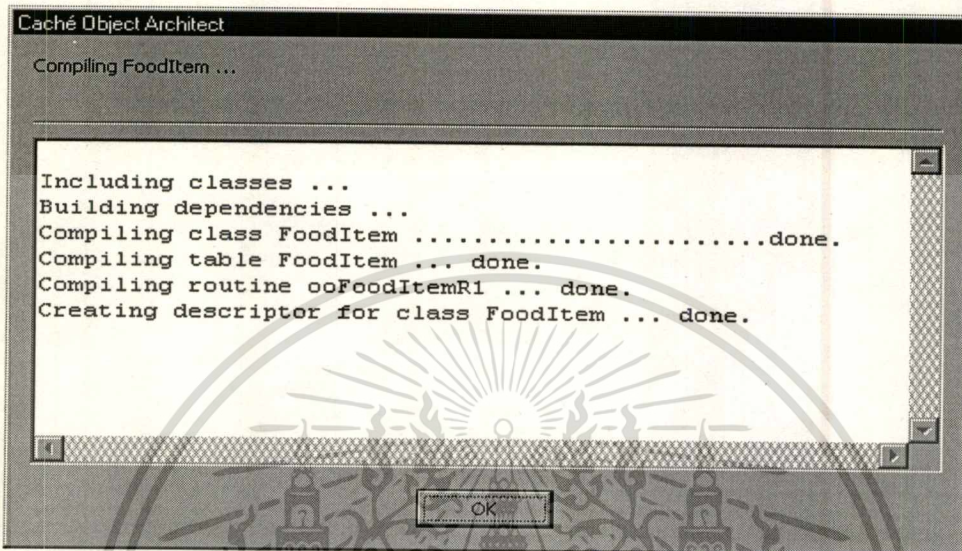 Caché Object Architect
Compiling FoodItem ...
Including classes ...
Building dependencies ...
Compiling class FoodItem ........................done.
Compiling table FoodItem ... done.
Compiling routine ooFoodItemR1 ... done.
Creating descriptor for class FoodItem ... done.
OK